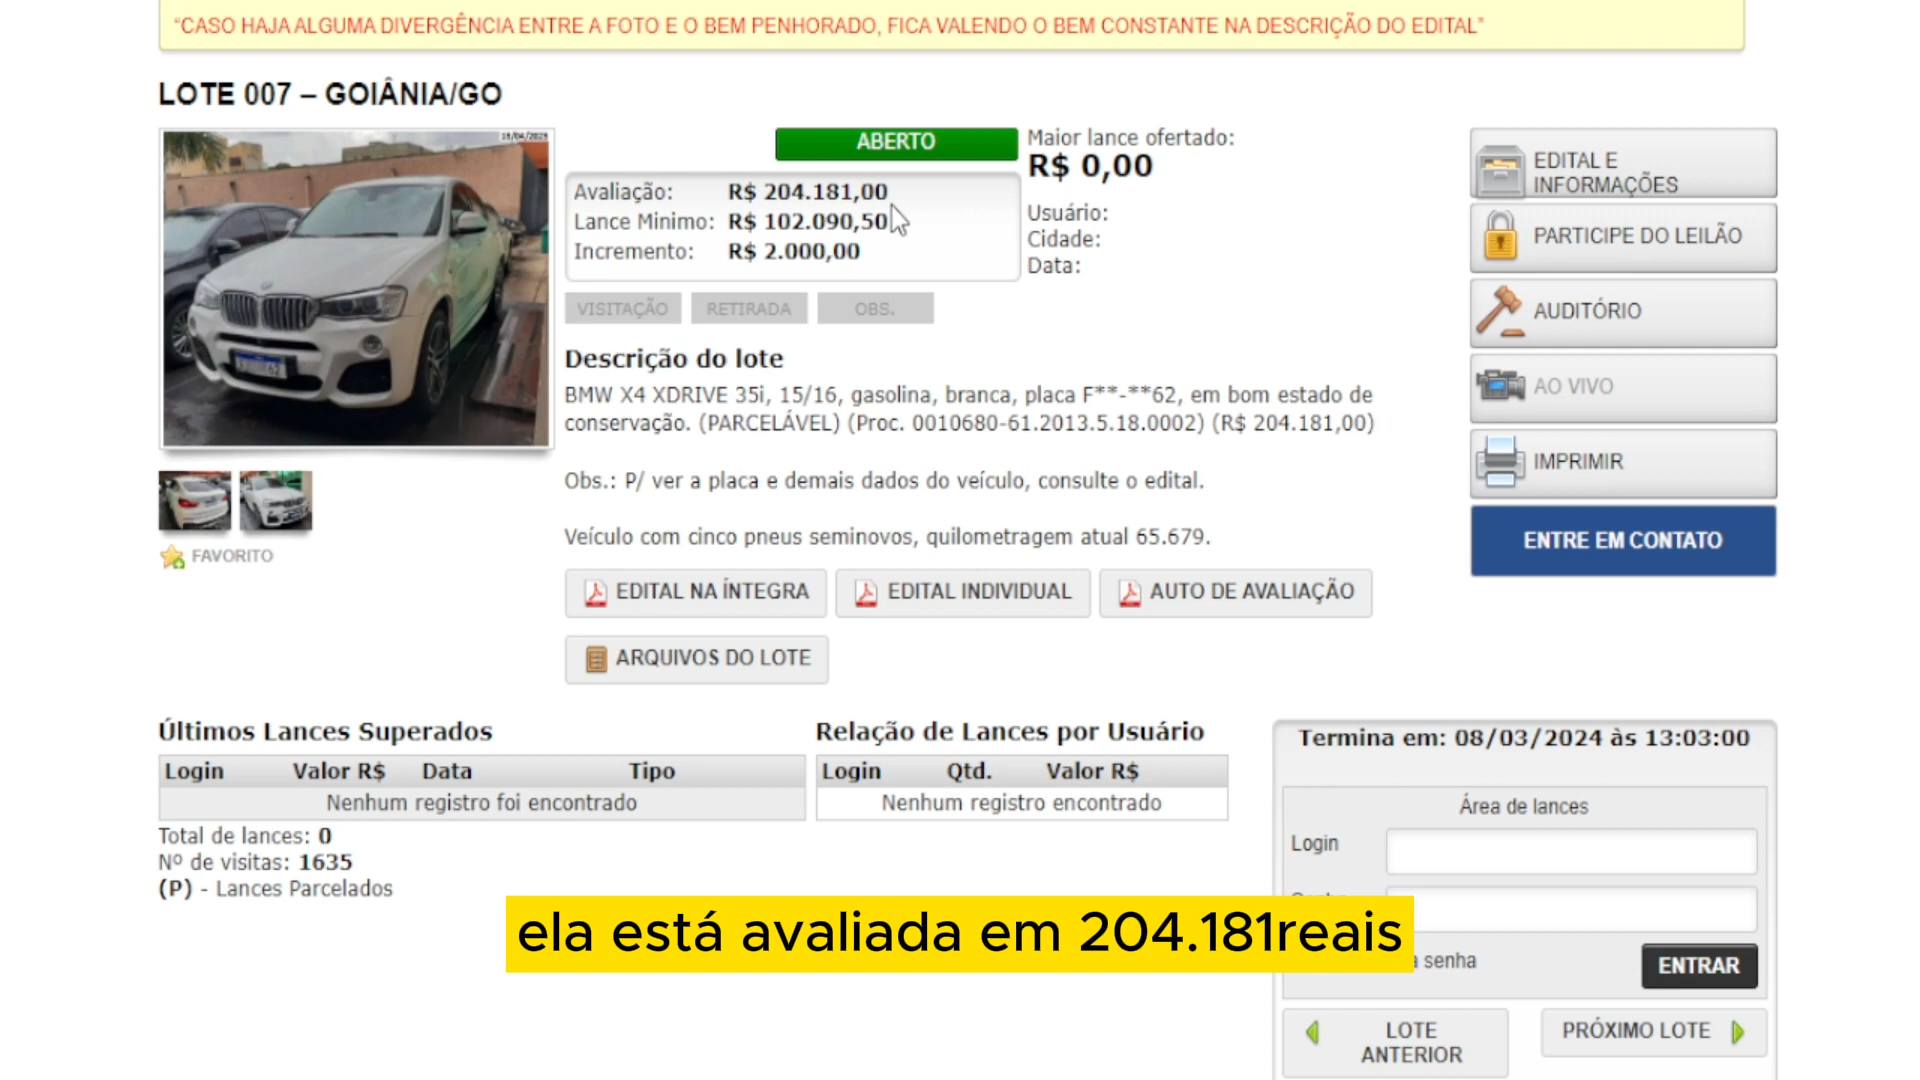 “CASO HAJA ALGUMA DIVERGÊNCIA ENTRE A FOTO E O BEM PENHORADO, FICA VALENDO O BEM CONSTANTE NA DESCRIÇÃO DO EDITAL”
LOTE 007 – GOIÂNIA/GO
ABERTO
Avaliação: R$ 204.181,00
Lance Minimo: R$ 102.090,50
Incremento: R$ 2.000,00
Maior lance ofertado:
R$ 0,00
Usuário:
Cidade:
Data:
VISITAÇÃO RETIRADA OBS.
Descrição do lote
BMW X4 XDRIVE 35i, 15/16, gasolina, branca, placa F**-**62, em bom estado de
conservação. (PARCELÁVEL) (Proc. 0010680-61.2013.5.18.0002) (R$ 204.181,00)
Obs.: P/ ver a placa e demais dados do veículo, consulte o edital.
Veículo com cinco pneus seminovos, quilometragem atual 65.679.
FAVORITO
EDITAL NA ÍNTEGRA EDITAL INDIVIDUAL AUTO DE AVALIAÇÃO
ARQUIVOS DO LOTE
EDITAL E
INFORMAÇÕES
PARTICIPE DO LEILÃO
AUDITÓRIO
AO VIVO
IMPRIMIR
ENTRE EM CONTATO
Últimos Lances Superados
Login Valor R$ Data Tipo
Nenhum registro foi encontrado
Total de lances: 0
Nº de visitas: 1635
(P) - Lances Parcelados
Relação de Lances por Usuário
Login Qtd. Valor R$
Nenhum registro encontrado
Termina em: 08/03/2024 às 13:03:00
Área de lances
Login
senha
ENTRAR
LOTE
ANTERIOR
PRÓXIMO LOTE
ela está avaliada em 204.181reais